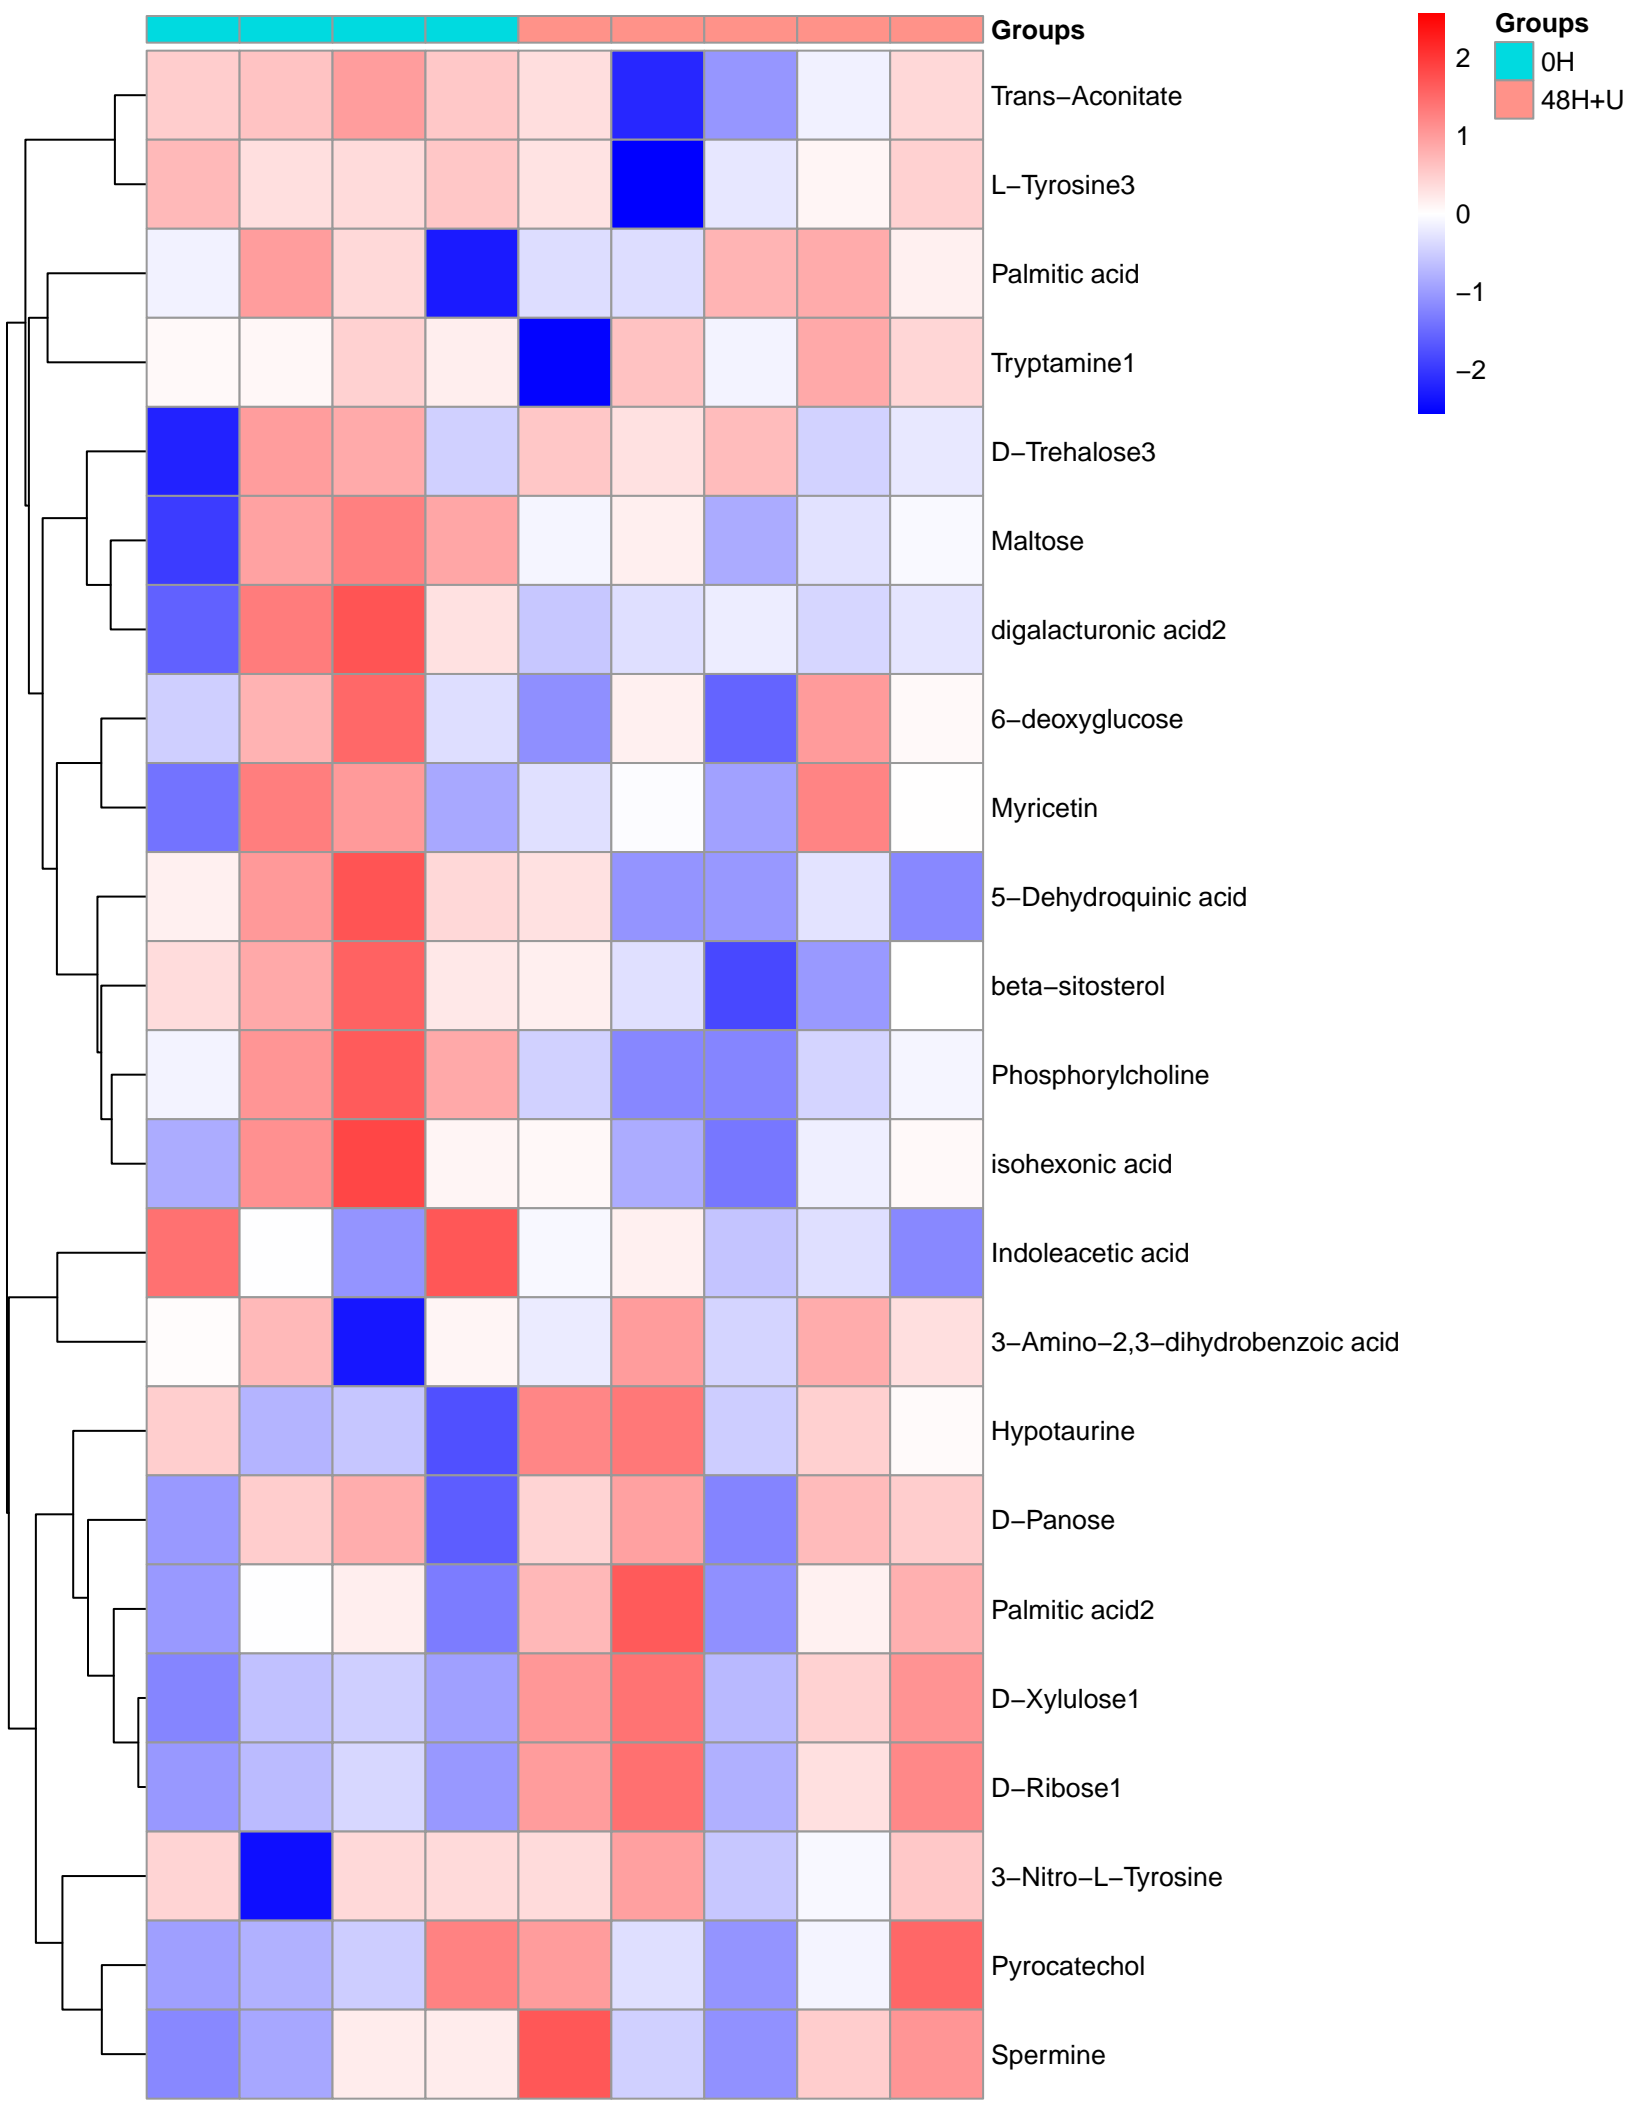 Groups
Trans−Aconitate
L−Tyrosine3
Palmitic acid
Tryptamine1
D−Trehalose3
Maltose
digalacturonic acid2
6−deoxyglucose
Myricetin
5−Dehydroquinic acid
beta−sitosterol
Phosphorylcholine
isohexonic acid
Indoleacetic acid
3−Amino−2,3−dihydrobenzoic acid
Hypotaurine
D−Panose
Palmitic acid2
D−Xylulose1
D−Ribose1
3−Nitro−L−Tyrosine
Pyrocatechol
Spermine
2
1
0
−1
−2
Groups
0H
48H+U